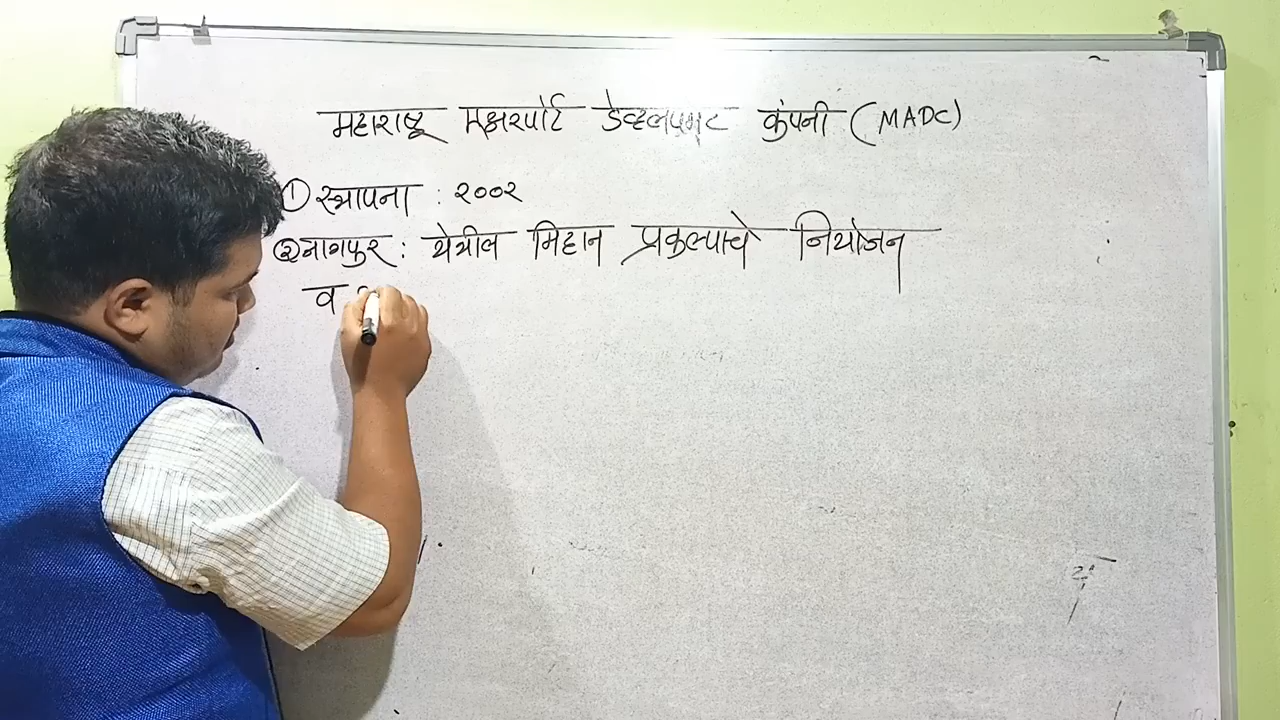 महाराष्ट्र एअरपोर्ट डेव्हलपमेंट कंपनी (MADC)
① स्थापना : २००२
② नागपुर : येथील मिहान प्रकल्पाचे नियोजन
व